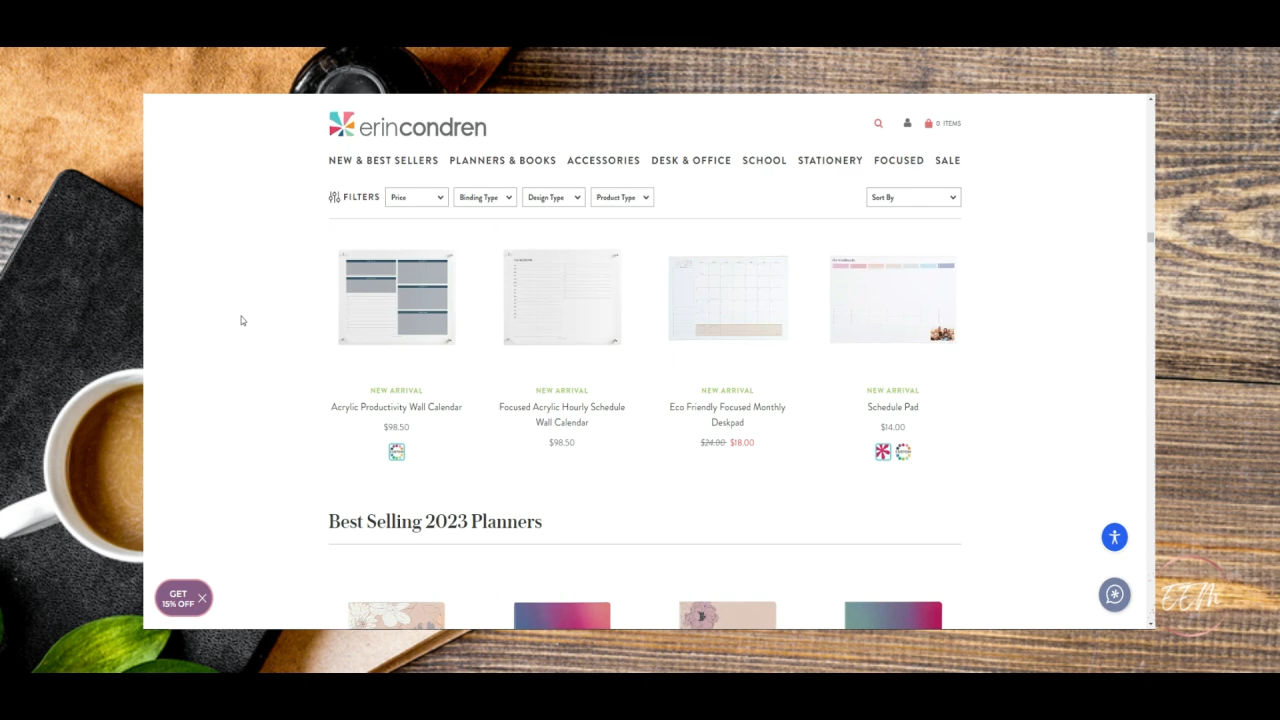 erincondren
0 ITEMS
NEW & BEST SELLERS PLANNERS & BOOKS ACCESSORIES DESK & OFFICE SCHOOL STATIONERY FOCUSED SALE
FILTERS Price Binding Type Design Type Product Type Sort By
NEW ARRIVAL
Acrylic Productivity Wall Calendar
$98.50
NEW ARRIVAL
Focused Acrylic Hourly Schedule
Wall Calendar
$98.50
NEW ARRIVAL
Eco Friendly Focused Monthly
Deskpad
$24.00 $18.00
NEW ARRIVAL
Schedule Pad
$14.00
Best Selling 2023 Planners
GET
15% OFF
EEM